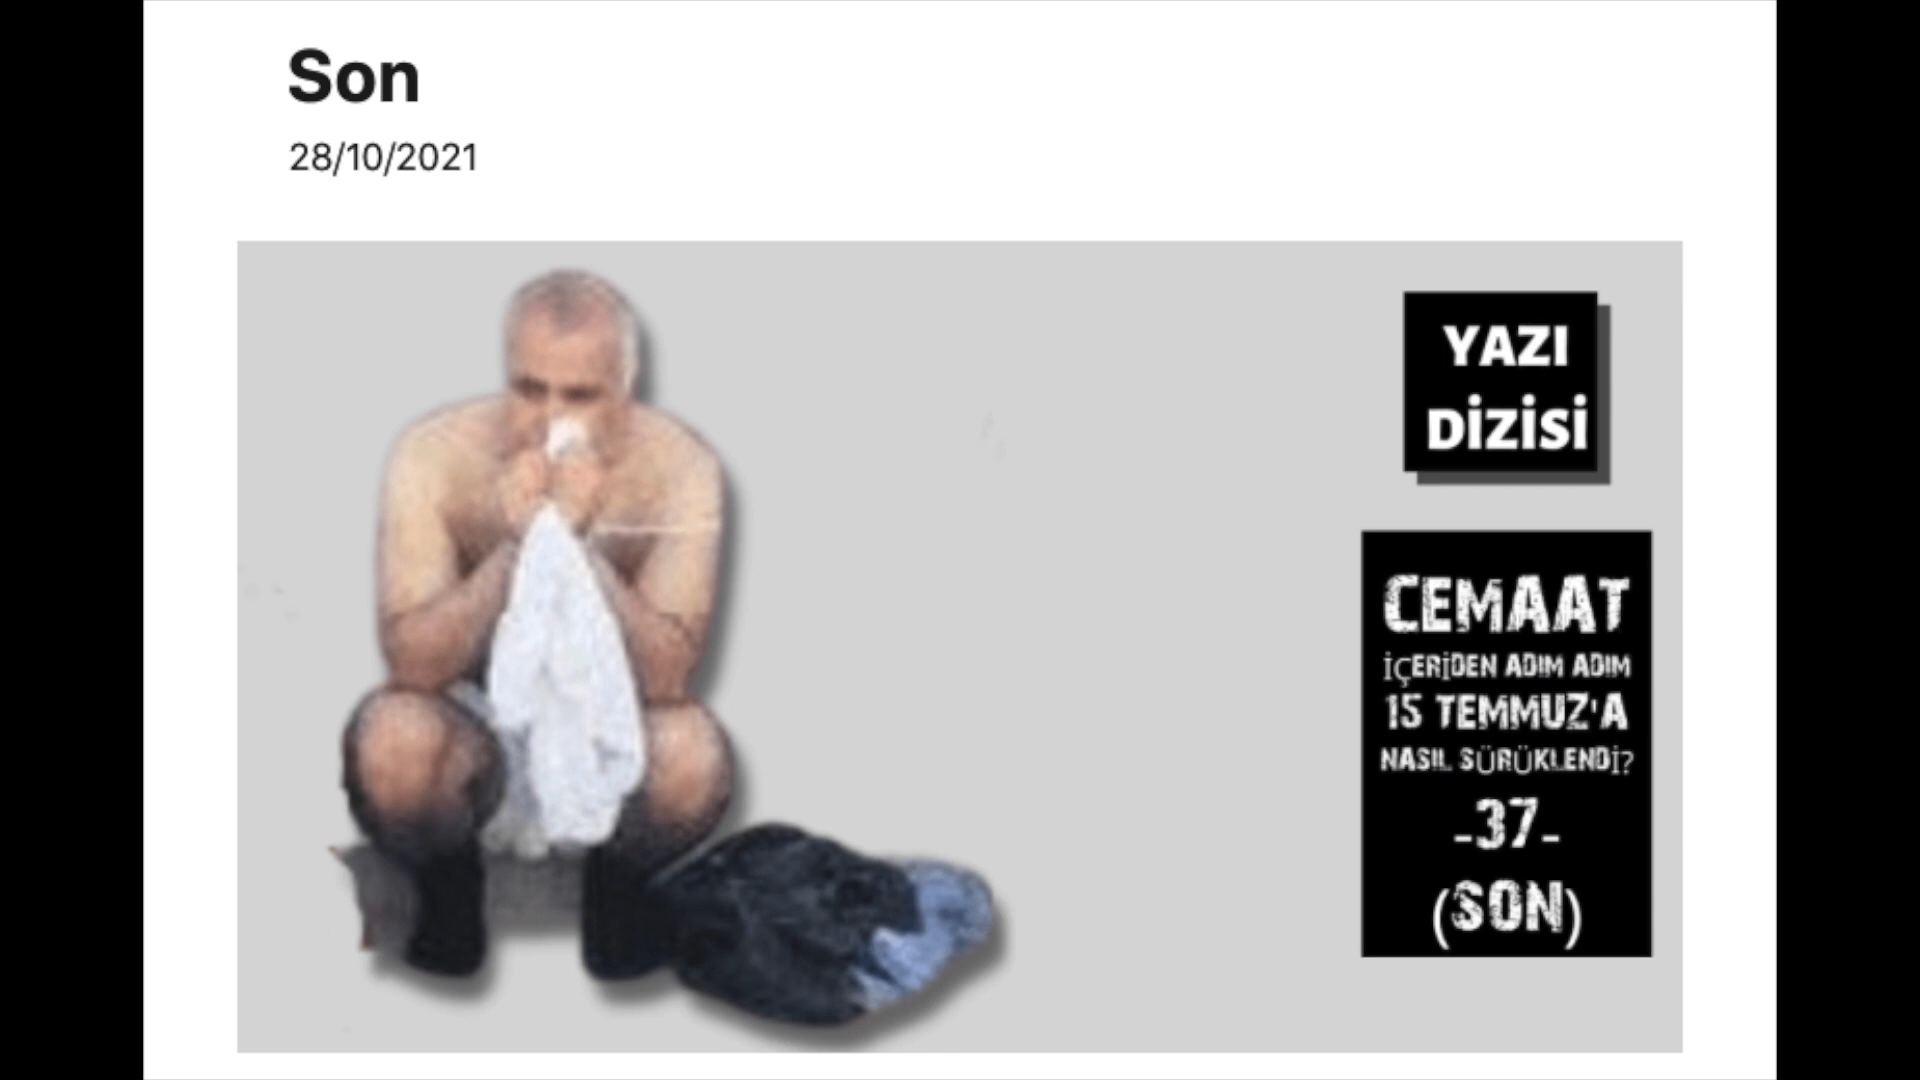 Son
28/10/2021
YAZI
DİZİSİ
CEMAAT
İÇERİDEN ADIM ADIM
15 TEMMUZ'A
NASIL SÜRÜKLENDİ?
-37-
(SON)